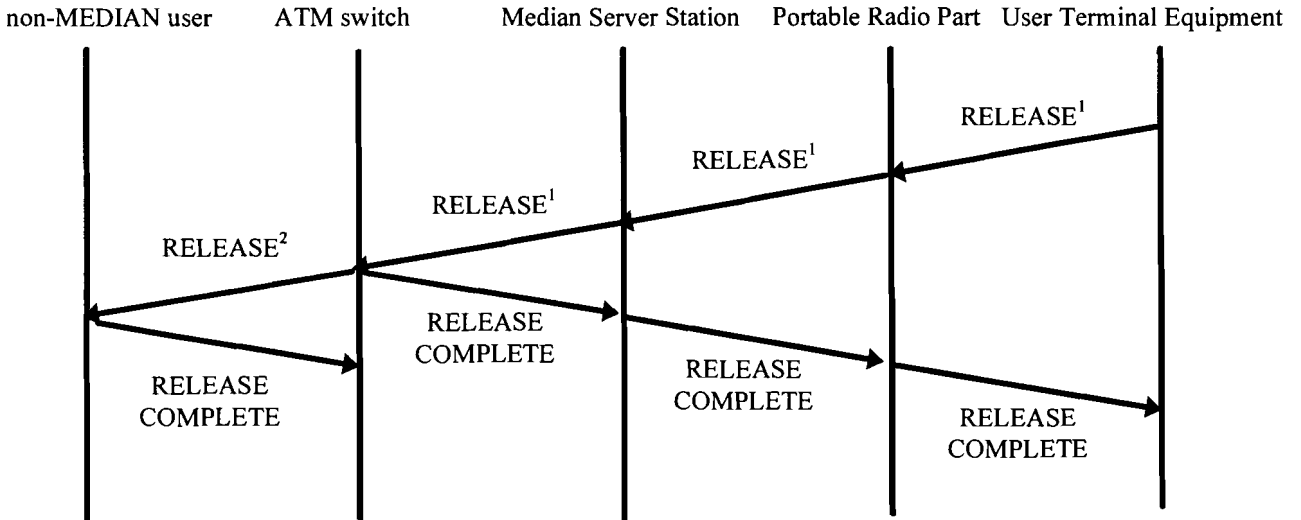 non-MEDIAN user ATM switch Median Server Station Portable Radio Part User Terminal Equipment
RELEASE¹
RELEASE¹
RELEASE¹
RELEASE²
RELEASE
COMPLETE
RELEASE
COMPLETE
RELEASE
COMPLETE
RELEASE
COMPLETE